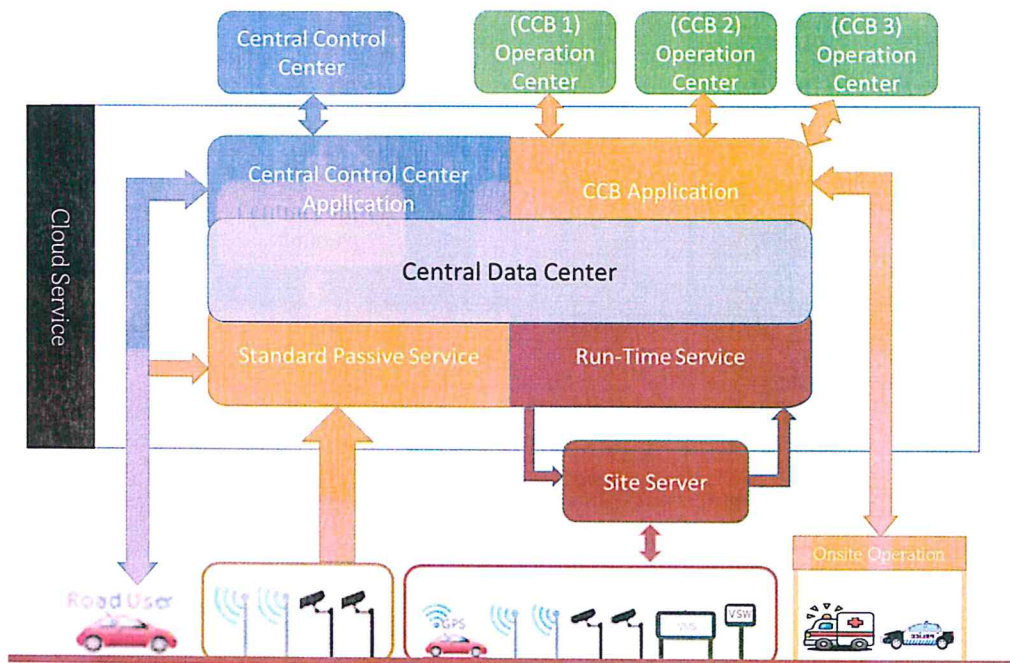 Central Control
Center
(CCB 1)
Operation
Center
(CCB 2)
Operation
Center
(CCB 3)
Operation
Center
Cloud Service
Central Control Center
Application
CCB Application
Central Data Center
Standard Passive Service
Run-Time Service
Site Server
Onsite Operation
Road User
GPS
VSW
POLICE